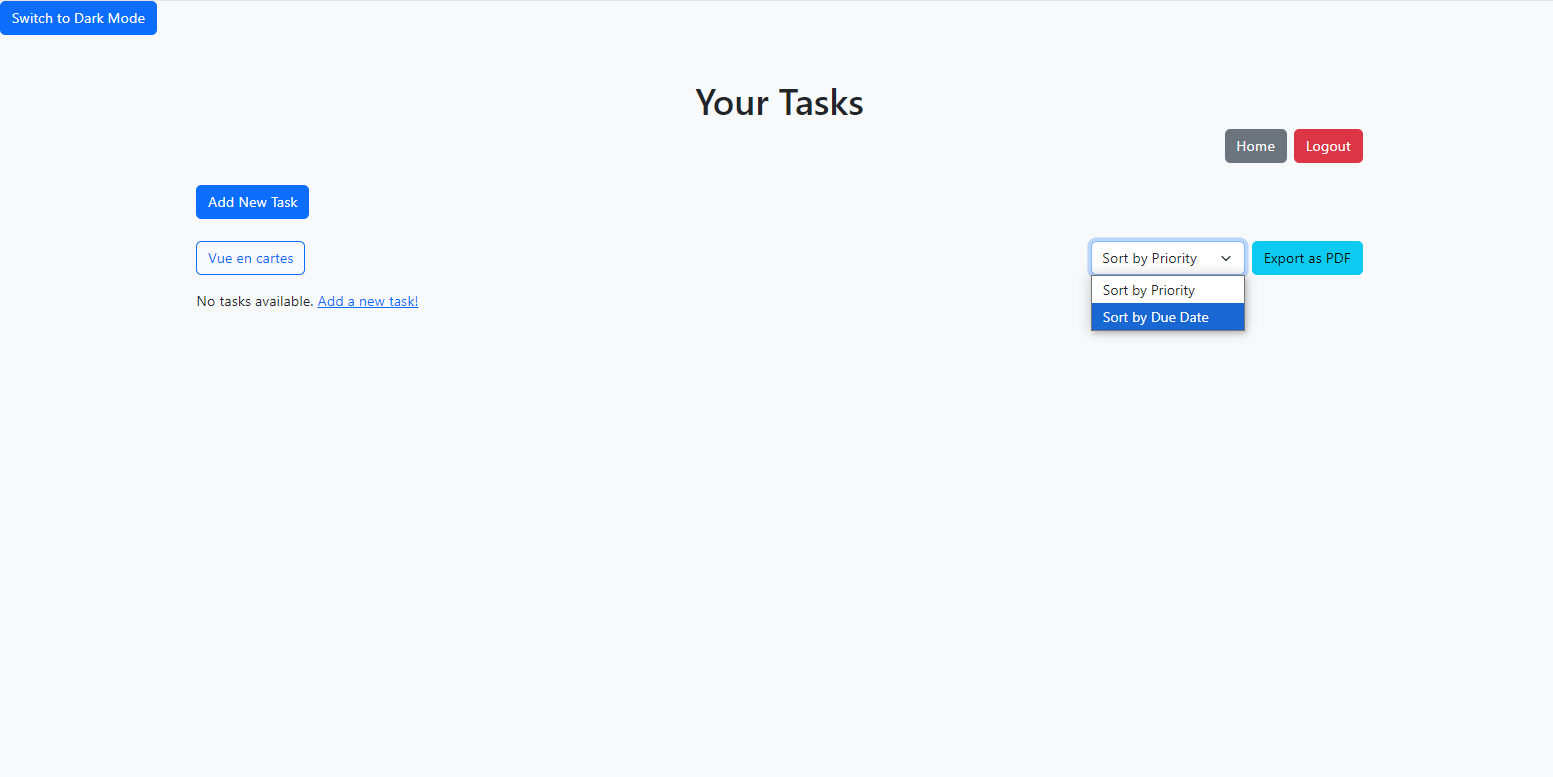 Switch to Dark Mode
Your Tasks
Home Logout
Add New Task
Vue en cartes Sort by Priority Export as PDF
Sort by Priority
No tasks available. Add a new task!
Sort by Due Date